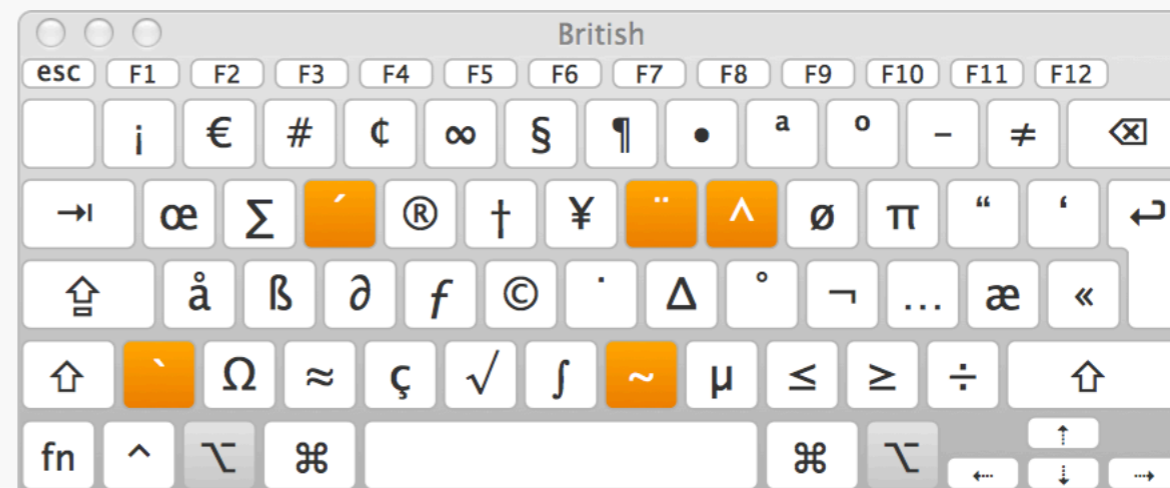 British
esc F1 F2 F3 F4 F5 F6 F7 F8 F9 F10 F11 F12
¡ € # ¢ ∞ § ¶ • ª º – ≠ ⌫
⇥ œ ∑ ´ ® † ¥ ¨ ^ ø π “ ‘ ↩
⇪ å ß ∂ ƒ © ˙ ∆ ˚ ¬ … æ «
⇧ ` Ω ≈ ç √ ∫ ~ µ ≤ ≥ ÷ ⇧
fn ^ ⌥ ⌘ ⌘ ⌥ ⇠ ⇡ ⇣ ⇢